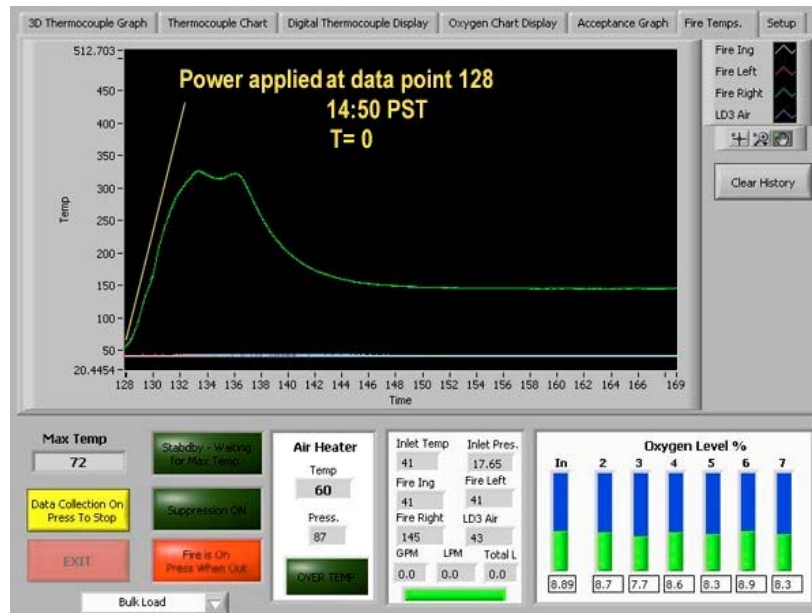 3D Thermocouple Graph Thermocouple Chart Digital Thermocouple Display Oxygen Chart Display Acceptance Graph Fire Temps. Setup
512.703
450
400
350
300
250
200
150
100
50
20.4454
Temp
Power applied at data point 128
14:50 PST
T= 0
128 130 132 134 136 138 140 142 144 146 148 150 152 154 156 158 160 162 164 166 169
Time
Fire Ing
Fire Left
Fire Right
LD3 Air
Clear History
Max Temp
72
Stabdby - Waiting
for Max Temp.
Data Collection On
Press To Stop
Suppression ON
EXIT
Fire is On
Press When Out
Bulk Load
Air Heater
Temp
60
Press.
87
OVER TEMP
Inlet Temp Inlet Pres.
41 17.65
Fire Ing Fire Left
41 41
Fire Right LD3 Air
145 43
GPM LPM Total L
0.0 0.0 0.0
Oxygen Level %
In 2 3 4 5 6 7
8.89 8.7 7.7 8.6 8.3 8.9 8.3